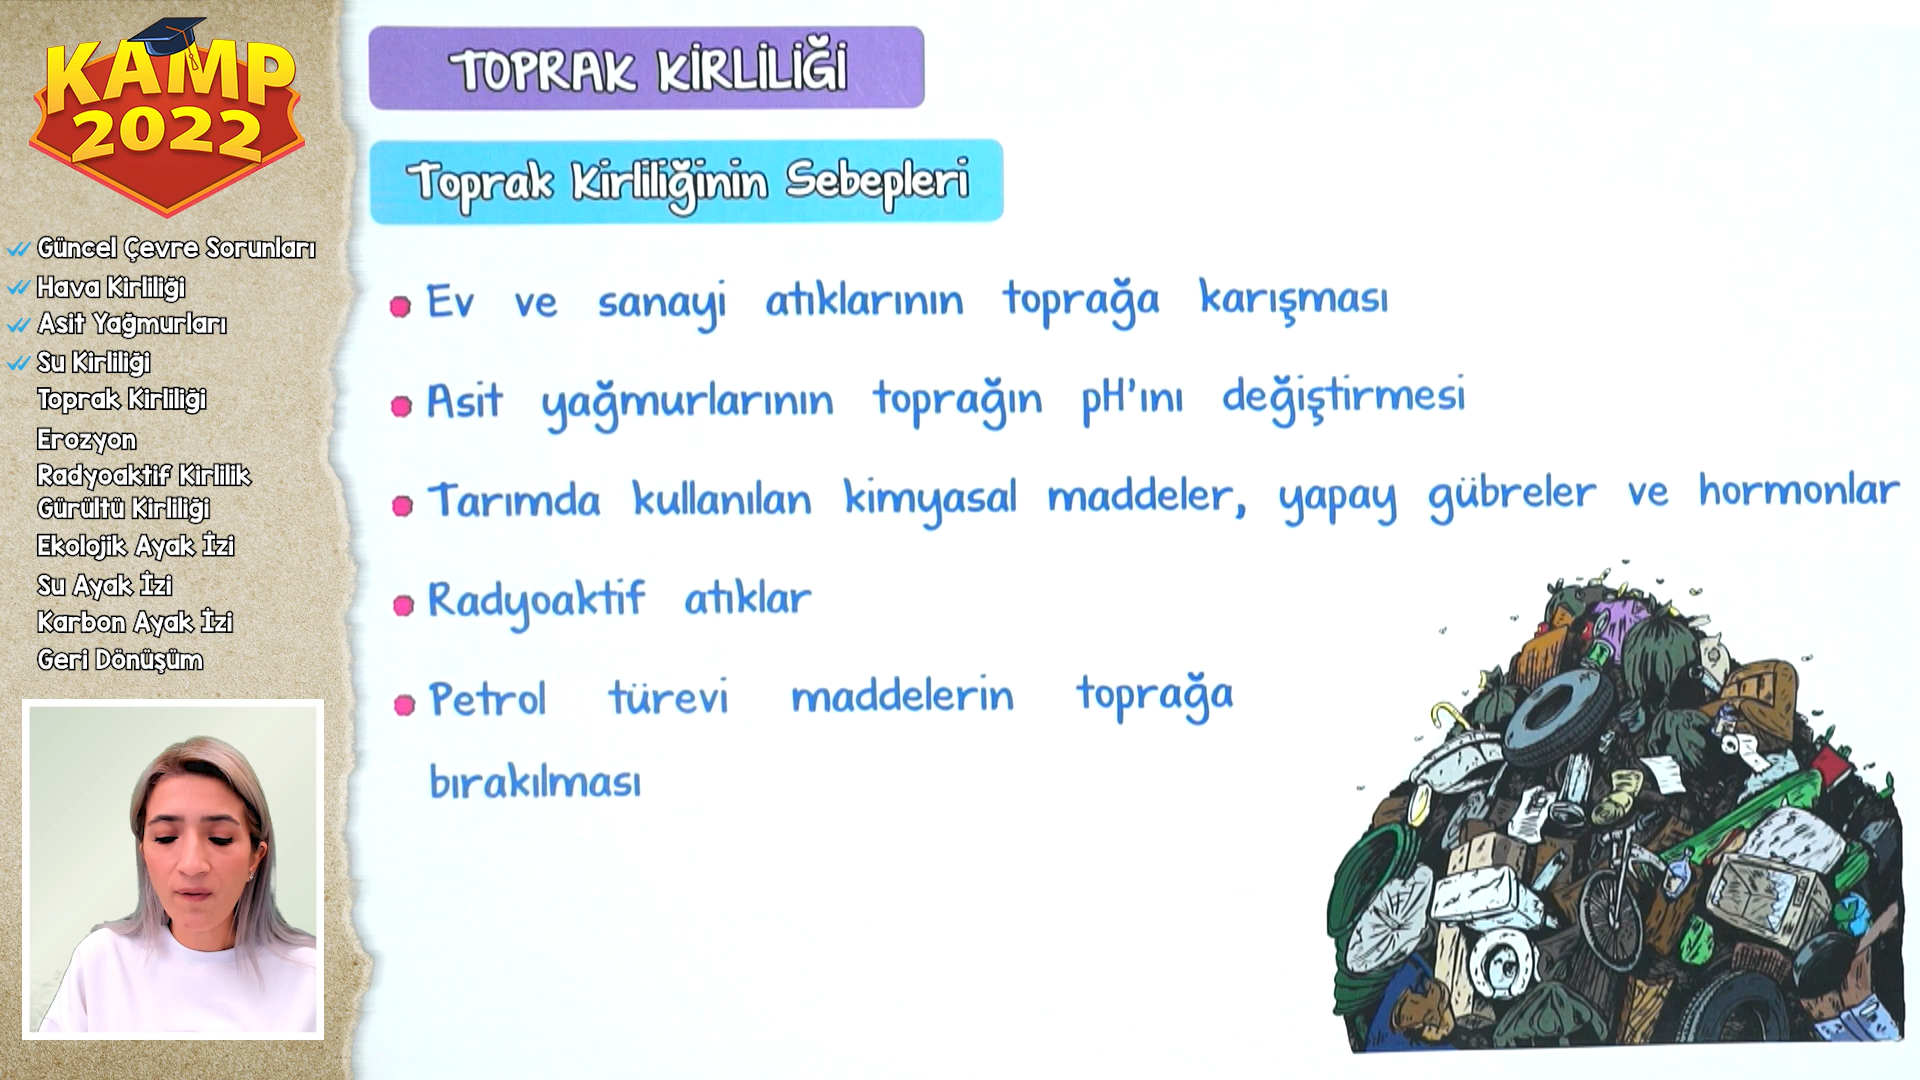 KAMP
2022
Güncel Çevre Sorunları
Hava Kirliliği
Asit Yağmurları
Su Kirliliği
Toprak Kirliliği
Erozyon
Radyoaktif Kirlilik
Gürültü Kirliliği
Ekolojik Ayak İzi
Su Ayak İzi
Karbon Ayak İzi
Geri Dönüşüm
TOPRAK KİRLİLİĞİ
Toprak Kirliliğinin Sebepleri
Ev ve sanayi atıklarının toprağa karışması
Asit yağmurlarının toprağın pH'ını değiştirmesi
Tarımda kullanılan kimyasal maddeler, yapay gübreler ve hormonlar
Radyoaktif atıklar
Petrol türevi maddelerin toprağa
bırakılması